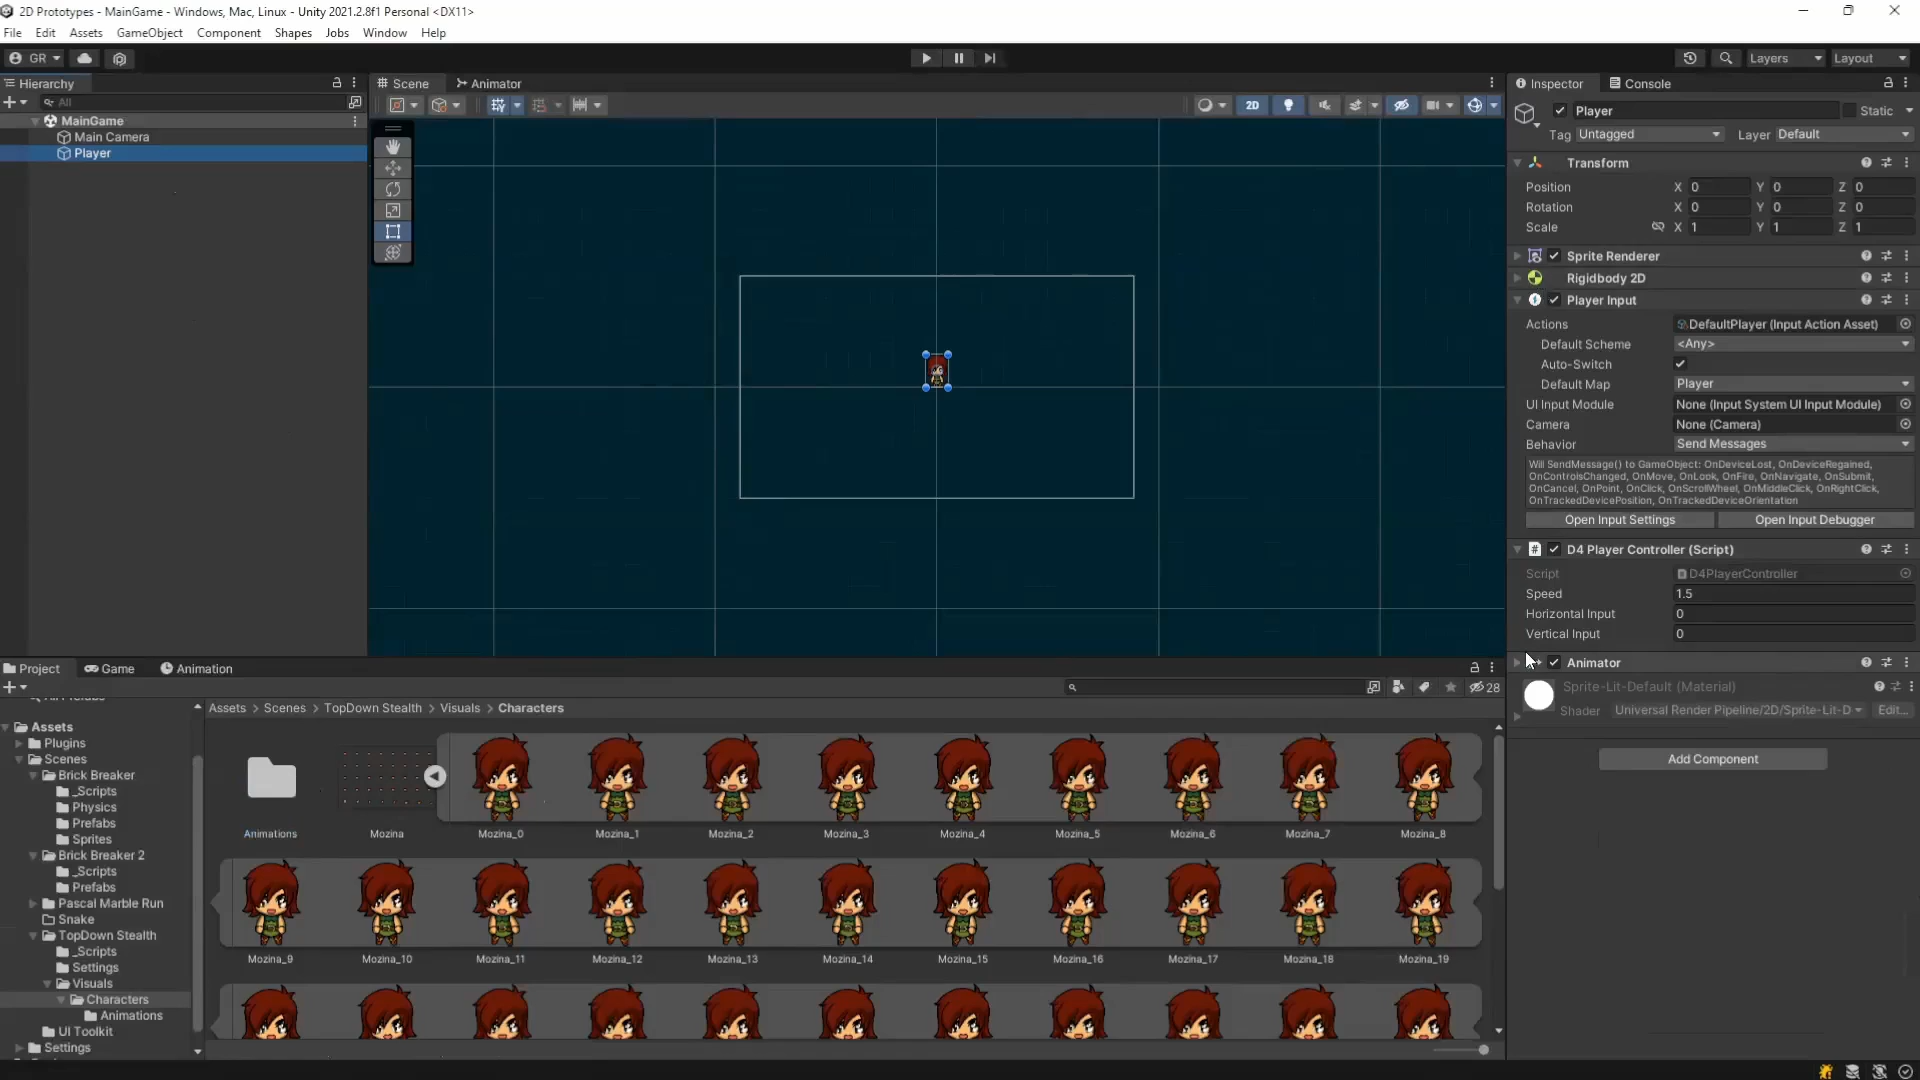 2D Prototypes - MainGame - Windows, Mac, Linux - Unity 2021.2.8f1 Personal <DX11>
File Edit Assets GameObject Component Shapes Jobs Window Help
GR Layers Layout
Hierarchy
All
MainGame
Main Camera
Player
Scene Animator
2D
Inspector Console
Player Static
Tag Untagged Layer Default
Transform
Position X 0 Y 0 Z 0
Rotation X 0 Y 0 Z 0
Scale X 1 Y 1 Z 1
Sprite Renderer
Rigidbody 2D
Player Input
Actions DefaultPlayer (Input Action Asset)
Default Scheme <Any>
Auto-Switch
Default Map Player
UI Input Module None (Input System UI Input Module)
Camera None (Camera)
Behavior Send Messages
Will SendMessage() to GameObject: OnDeviceLost, OnDeviceRegained,
OnControlsChanged, OnMove, OnLook, OnFire, OnNavigate, OnSubmit,
OnCancel, OnPoint, OnClick, OnScrollWheel, OnMiddleClick, OnRightClick,
OnTrackedDevicePosition, OnTrackedDeviceOrientation
Open Input Settings Open Input Debugger
D4 Player Controller (Script)
Script D4PlayerController
Speed 1.5
Horizontal Input 0
Vertical Input 0
Animator
Sprite-Lit-Default (Material)
Shader Universal Render Pipeline/2D/Sprite-Lit-D Edit...
Add Component
Project Game Animation
28
Assets
Plugins
Scenes
Brick Breaker
_Scripts
Physics
Prefabs
Sprites
Brick Breaker 2
_Scripts
Prefabs
Pascal Marble Run
Snake
TopDown Stealth
_Scripts
Settings
Visuals
Characters
Animations
UI Toolkit
Settings
Assets > Scenes > TopDown Stealth > Visuals > Characters
Animations Mozina Mozina_0 Mozina_1 Mozina_2 Mozina_3 Mozina_4 Mozina_5 Mozina_6 Mozina_7 Mozina_8
Mozina_9 Mozina_10 Mozina_11 Mozina_12 Mozina_13 Mozina_14 Mozina_15 Mozina_16 Mozina_17 Mozina_18 Mozina_19